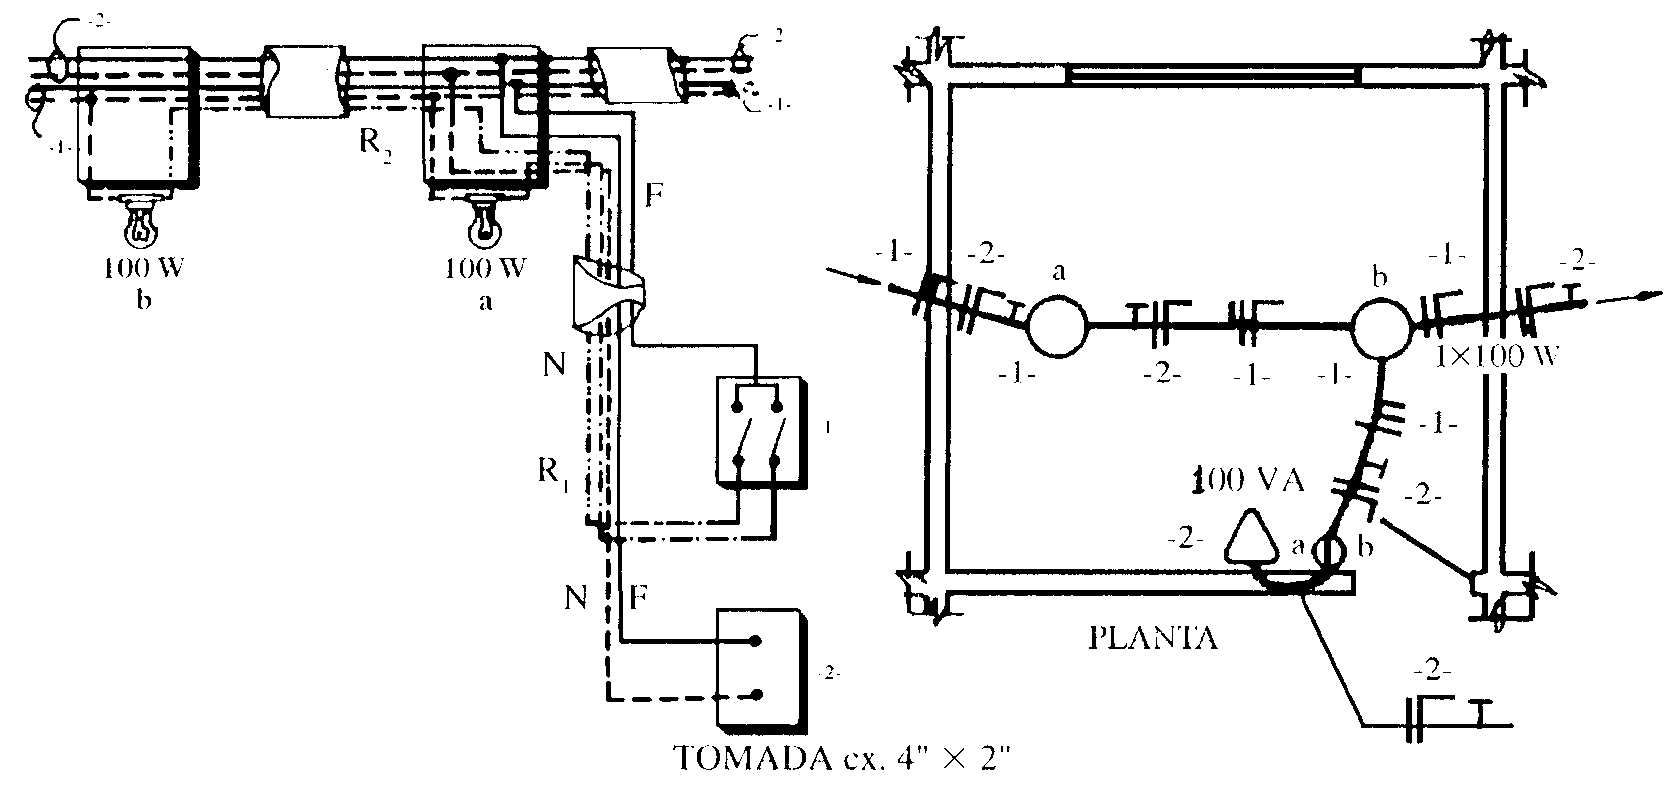 -2-
-1-
2
-1-
R2
F
100 W
b
100 W
a
N
R1
1
N
F
-2-
TOMADA cx. 4" × 2"
-1-
-2-
a
b
-1-
-2-
-1-
-2-
-1-
-1-
1×100 W
-1-
100 VA
-2-
-2-
a
b
PLANTA
-2-